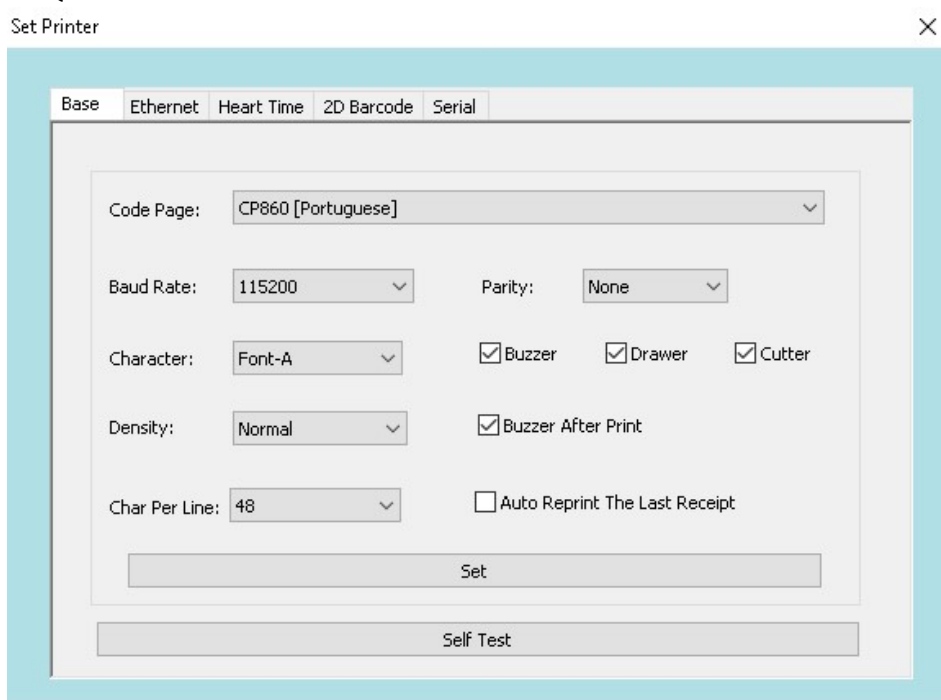 Set Printer
Base Ethernet Heart Time 2D Barcode Serial
Code Page: CP860 [Portuguese]
Baud Rate: 115200 Parity: None
Character: Font-A Buzzer Drawer Cutter
Density: Normal Buzzer After Print
Char Per Line: 48 Auto Reprint The Last Receipt
Set
Self Test